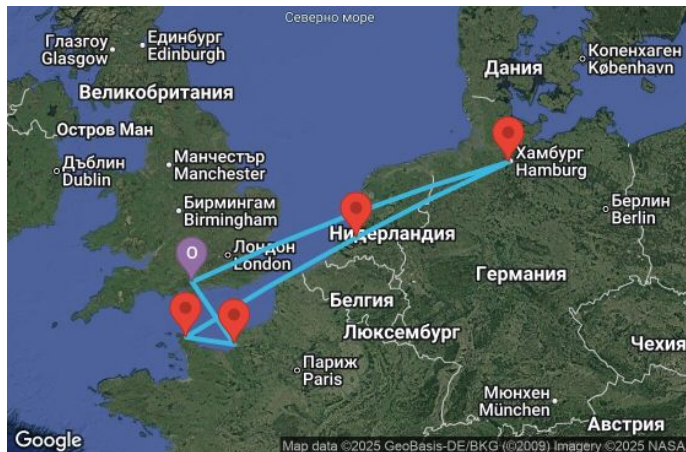 Северно море
Глазгоу
Glasgow
Единбург
Edinburgh
Копенхаген
København
Дания
Великобритания
Остров Ман
Хамбург
Hamburg
Дъблин
Dublin
Манчестър
Manchester
Бирмингам
Birmingham
Берлин
Berlin
Нидерландия
О
Лондон
London
Германия
Белгия
Люксембург
Чехия
Париж
Paris
Мюнхен
München
Австрия
Google
Map data ©2025 GeoBasis-DE/BKG (©2009) Imagery ©2025 NASA